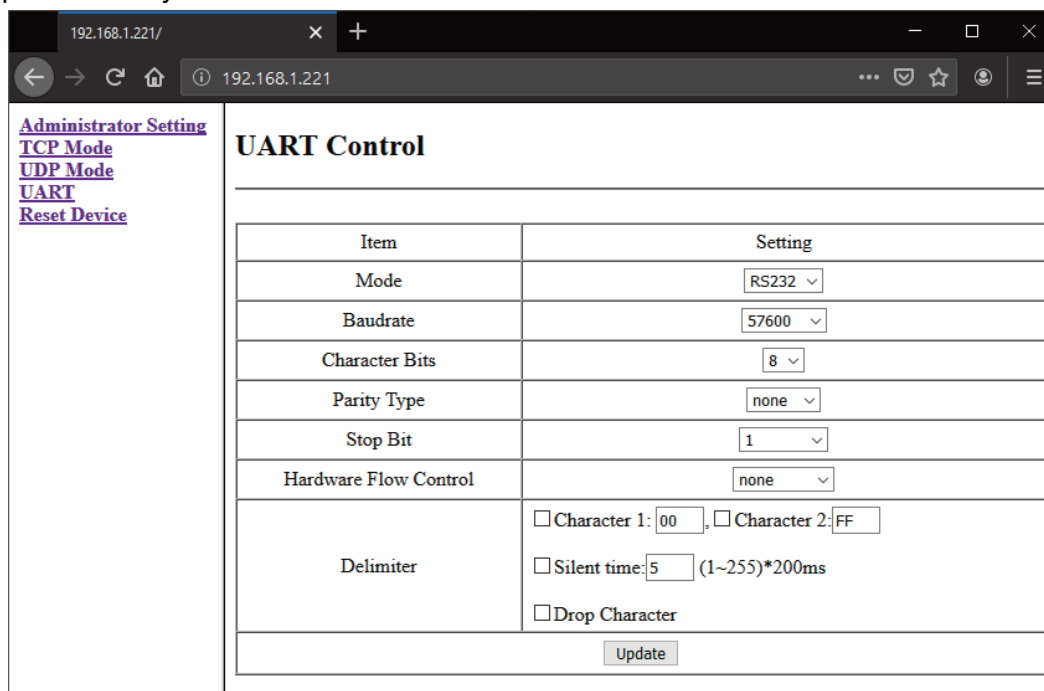 192.168.1.221/
192.168.1.221
Administrator Setting
TCP Mode
UDP Mode
UART
Reset Device
UART Control
Item Setting
Mode RS232
Baudrate 57600
Character Bits 8
Parity Type none
Stop Bit 1
Hardware Flow Control none
Delimiter
Character 1: 00 , Character 2: FF
Silent time: 5 (1~255)*200ms
Drop Character
Update